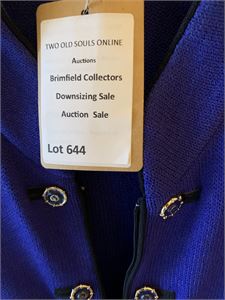 TWO OLD SOULS ONLINE
Auctions
Brimfield Collectors
Downsizing Sale
Auction Sale
Lot 644